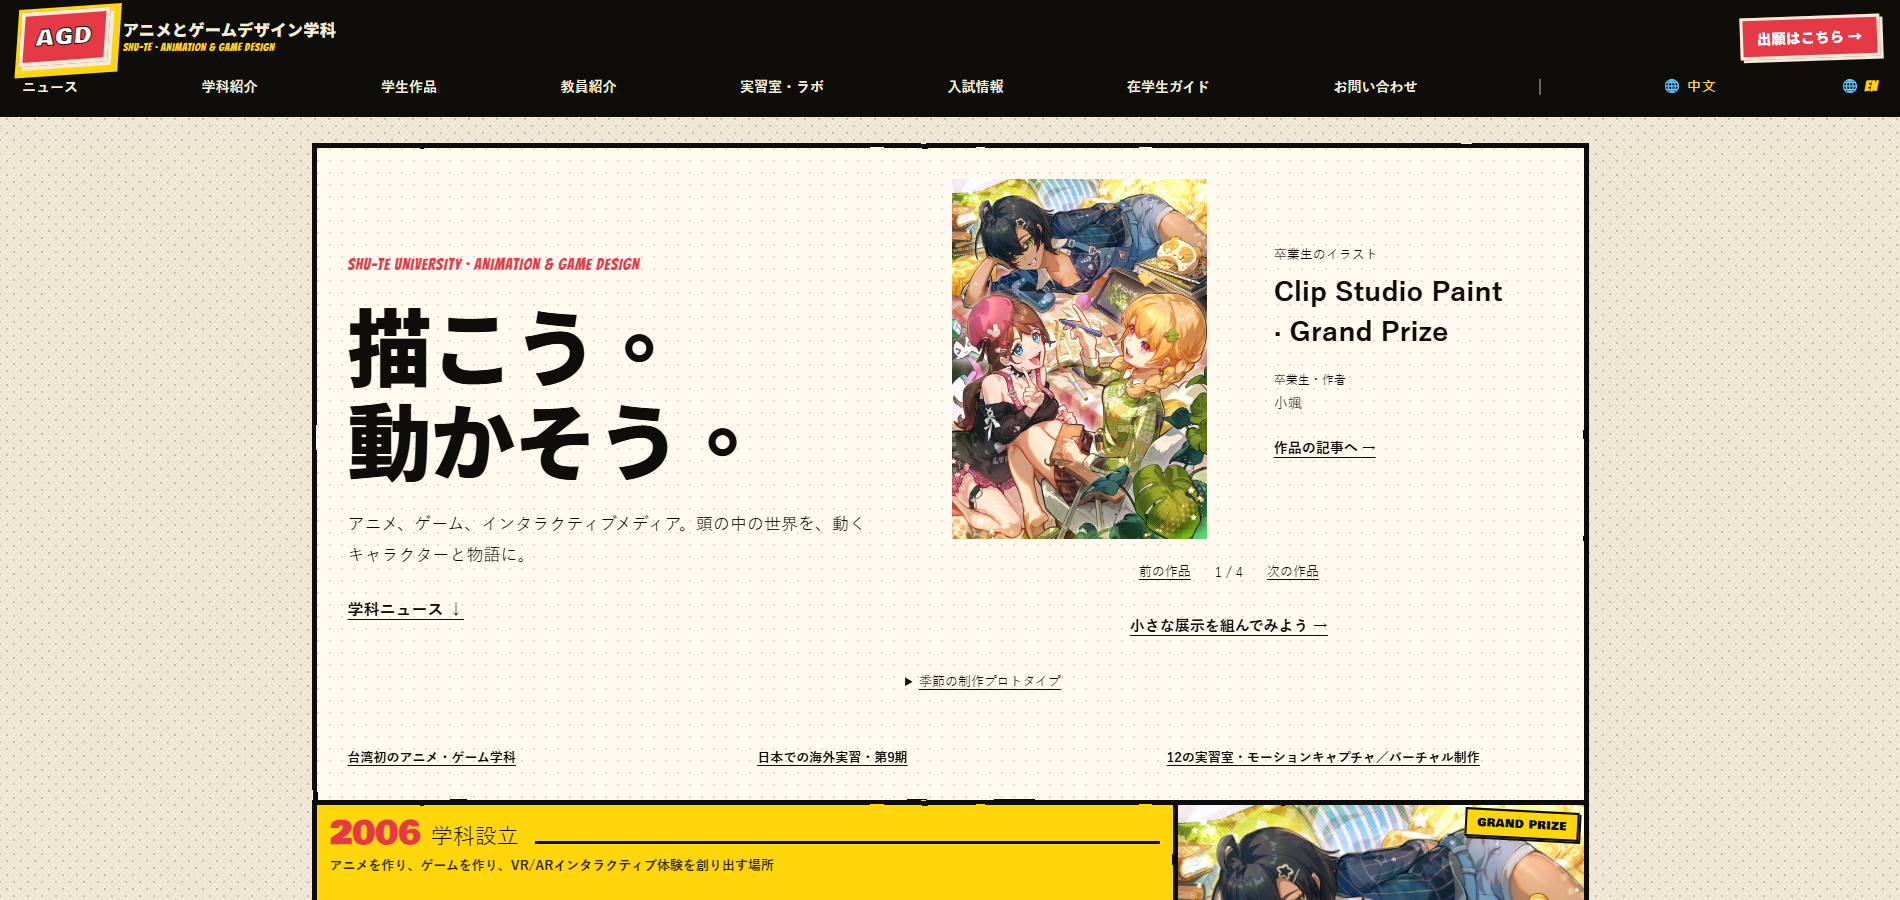 AGD
アニメとゲームデザイン学科
SHU-TE · ANIMATION & GAME DESIGN
出願はこちら →
ニュース
学科紹介
学生作品
教員紹介
実習室・ラボ
入試情報
在学生ガイド
お問い合わせ
中文
EN
SHU-TE UNIVERSITY · ANIMATION & GAME DESIGN
描こう。
動かそう。
アニメ、ゲーム、インタラクティブメディア。頭の中の世界を、動く
キャラクターと物語に。
学科ニュース ↓
卒業生のイラスト
Clip Studio Paint
· Grand Prize
卒業生・作者
小颯
作品の記事へ →
前の作品
1 / 4
次の作品
小さな展示を組んでみよう →
▶ 季節の制作プロトタイプ
台湾初のアニメ・ゲーム学科
日本での海外実習・第9期
12の実習室・モーションキャプチャ／バーチャル制作
2006 学科設立
アニメを作り、ゲームを作り、VR/ARインタラクティブ体験を創り出す場所
GRAND PRIZE